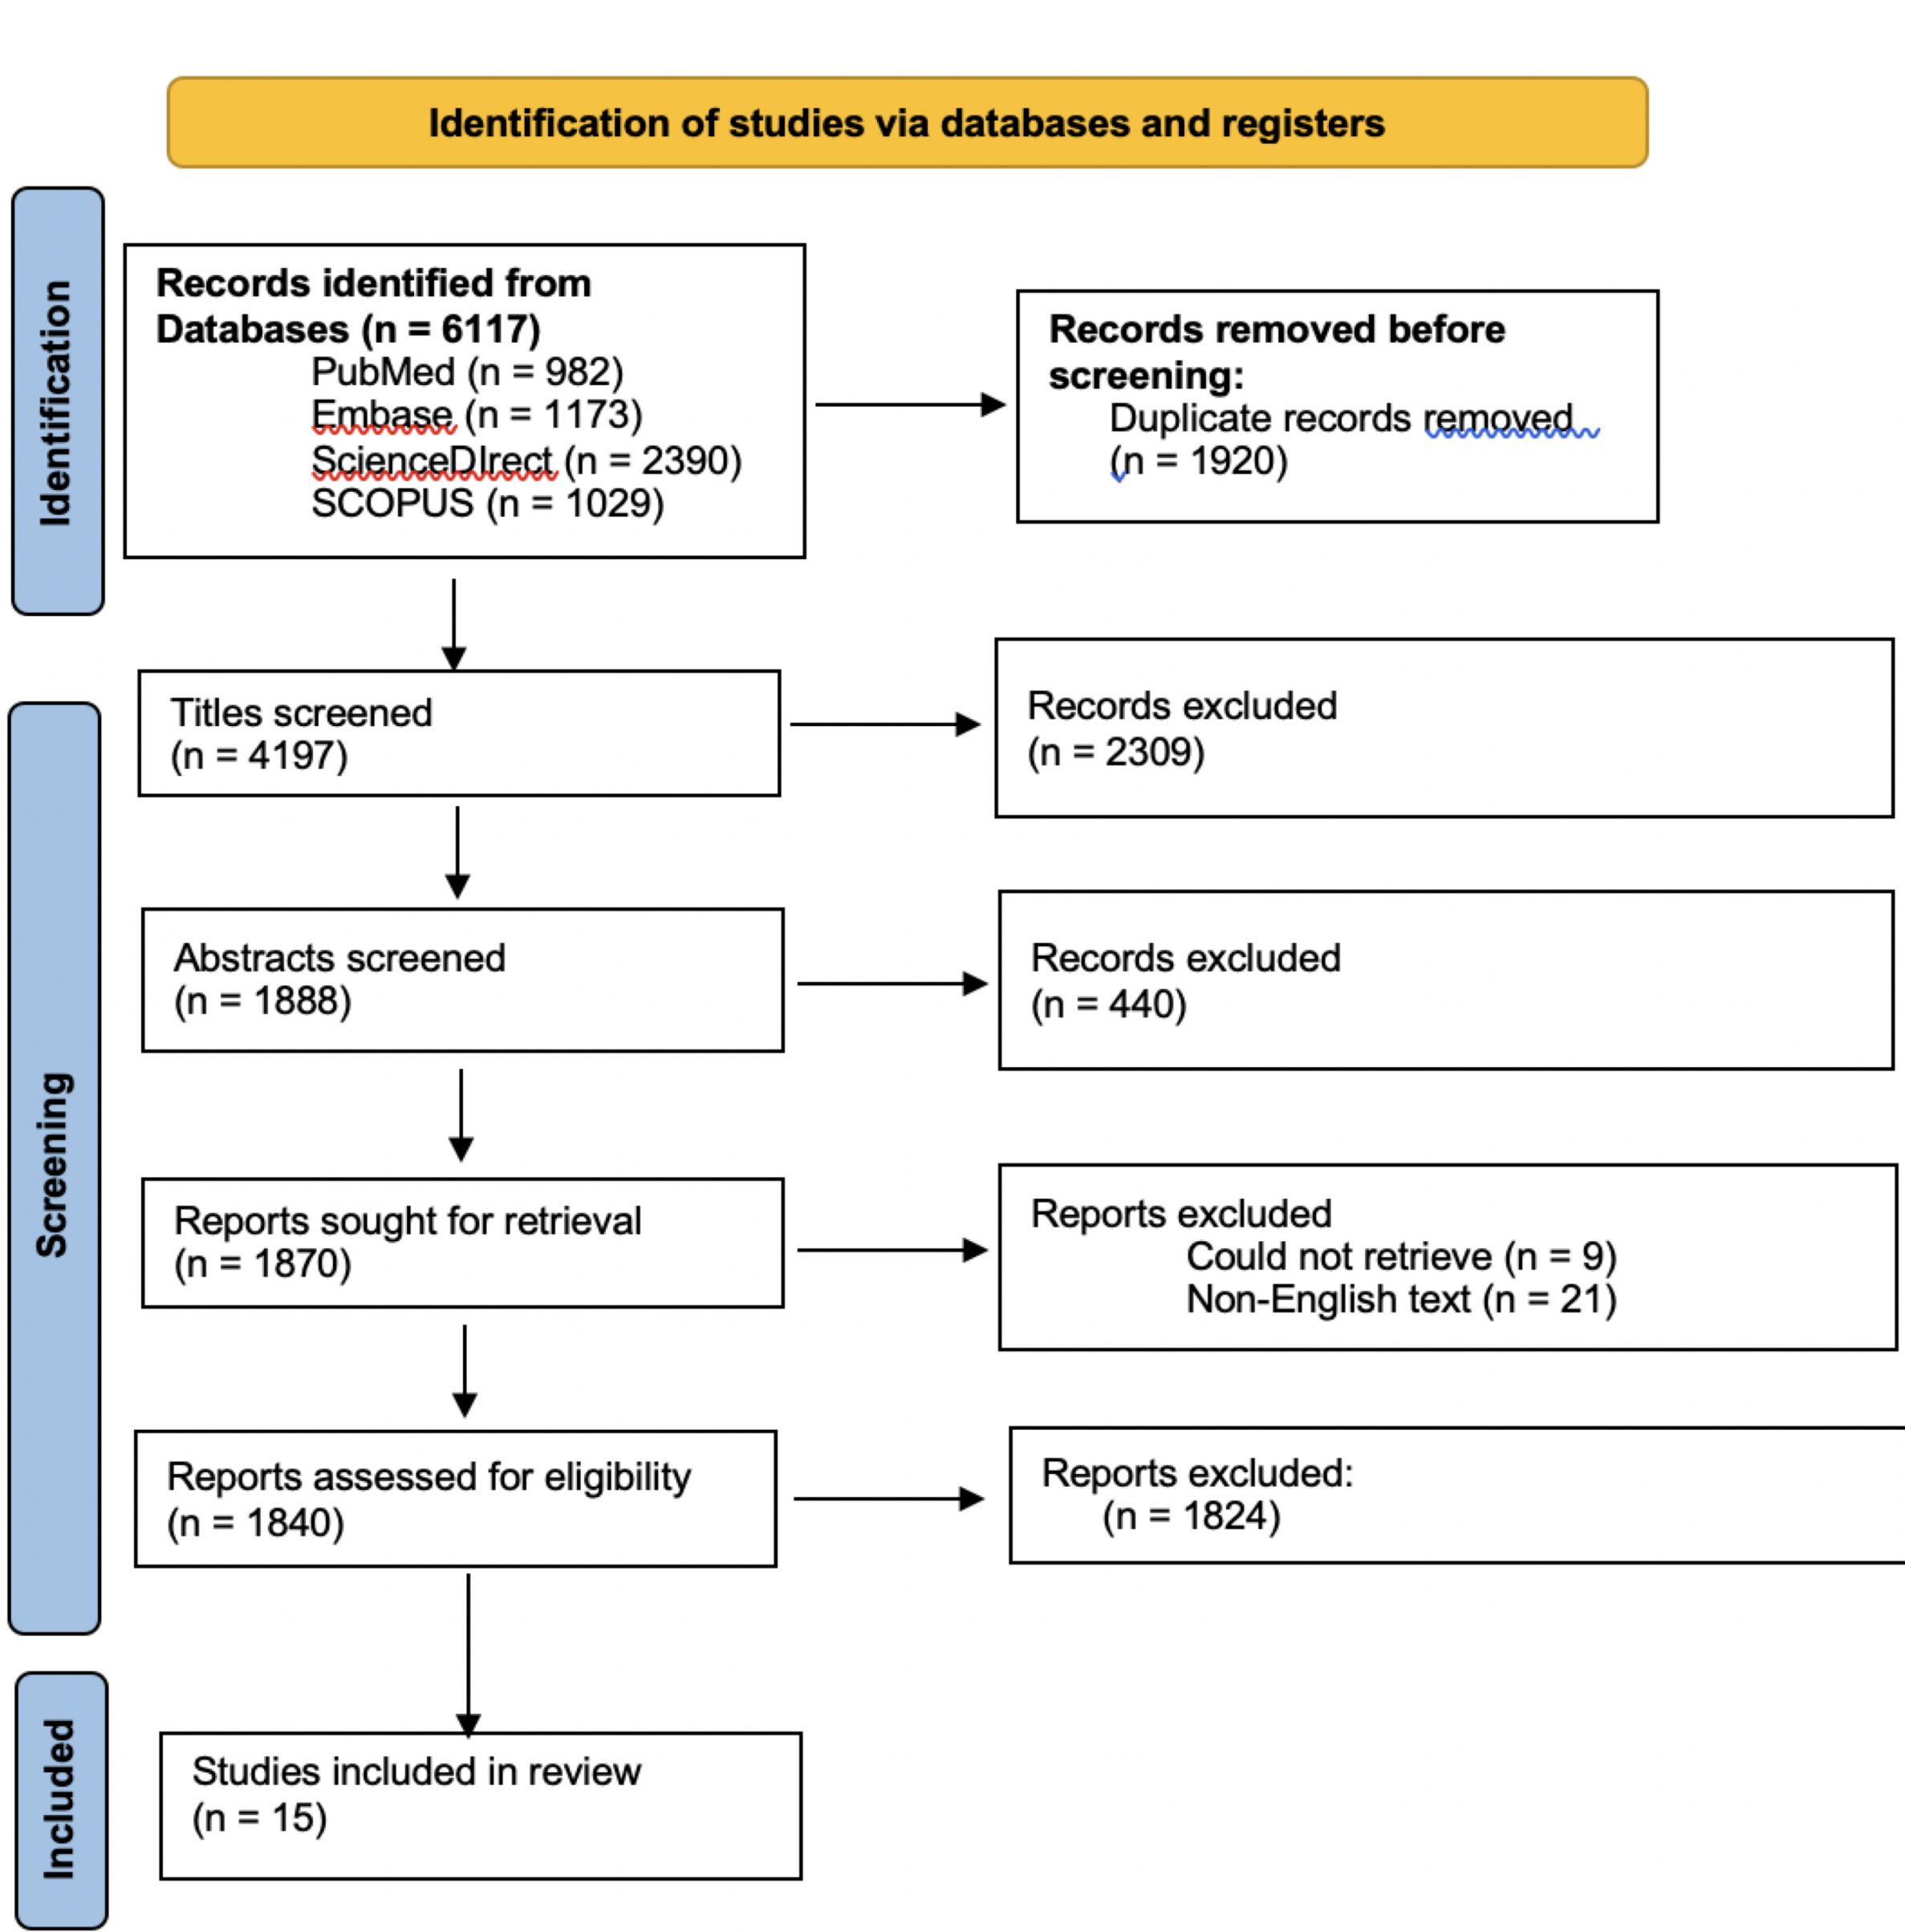 Identification of studies via databases and registers
Identification
Records identified from
Databases (n = 6117)
PubMed (n = 982)
Embase (n = 1173)
ScienceDIrect (n = 2390)
SCOPUS (n = 1029)
Records removed before
screening:
Duplicate records removed
(n = 1920)
Screening
Titles screened
(n = 4197)
Records excluded
(n = 2309)
Abstracts screened
(n = 1888)
Records excluded
(n = 440)
Reports sought for retrieval
(n = 1870)
Reports excluded
Could not retrieve (n = 9)
Non-English text (n = 21)
Reports assessed for eligibility
(n = 1840)
Reports excluded:
(n = 1824)
Included
Studies included in review
(n = 15)